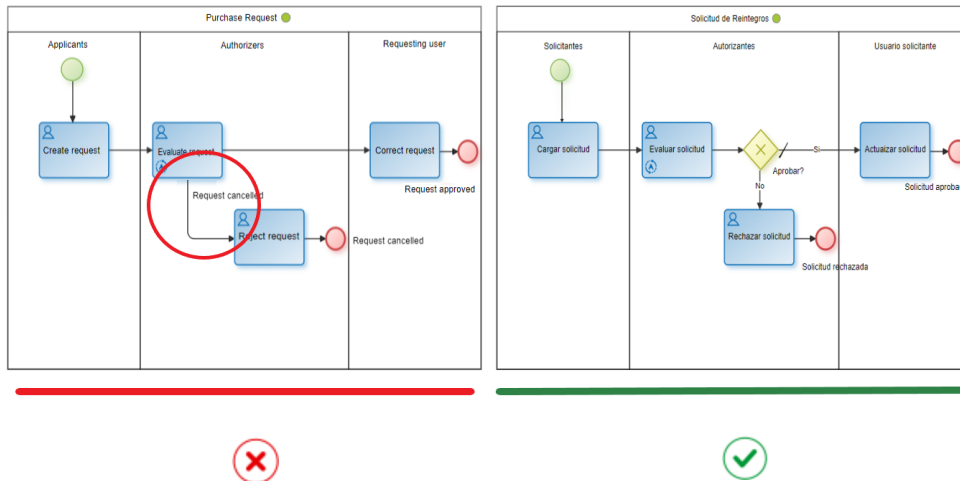 Purchase Request
Applicants
Authorizers
Requesting user
Create request
Evaluate request
Correct request
Request approved
Request cancelled
Reject request
Request cancelled
Solicitud de Reintegros
Solicitantes
Autorizantes
Usuario solicitante
Cargar solicitud
Evaluar solicitud
Aprobar?
Si
No
Actuaizar solicitud
Solicitud aprobad
Rechazar solicitud
Solicitud rechazada